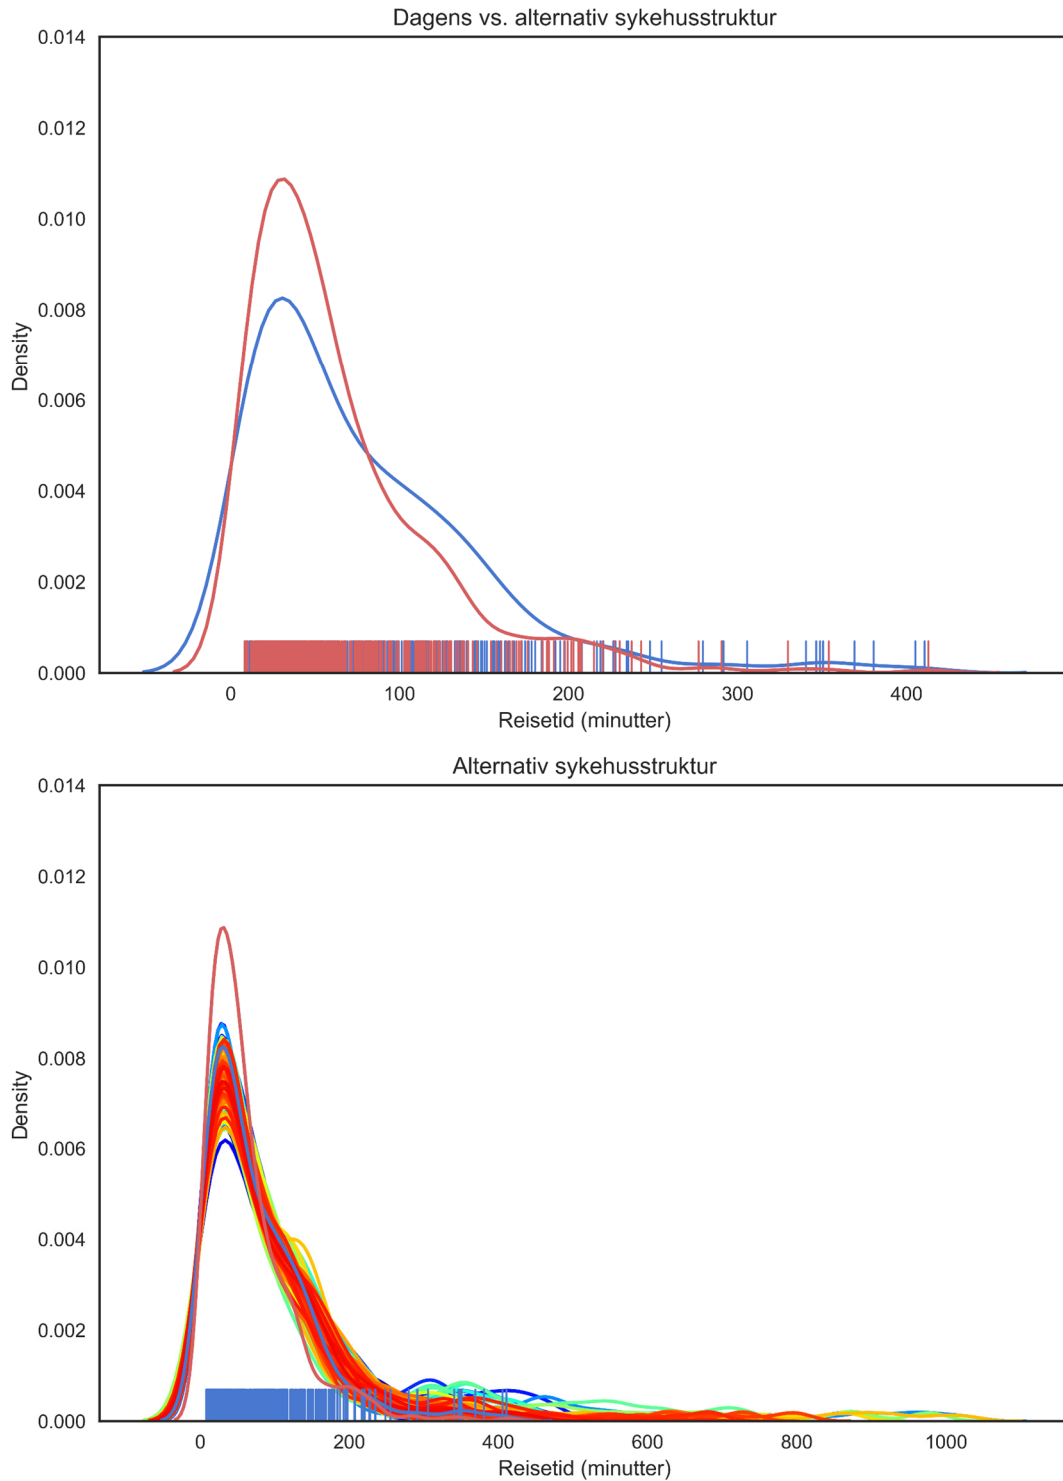 Dagens vs. alternativ sykehusstruktur
0.014
0.012
0.010
0.008
0.006
0.004
0.002
0.000
Density
0 100 200 300 400
Reisetid (minutter)
Alternativ sykehusstruktur
0.014
0.012
0.010
0.008
0.006
0.004
0.002
0.000
Density
0 200 400 600 800 1000
Reisetid (minutter)